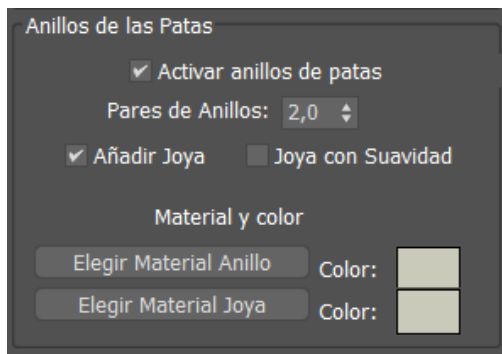 Anillos de las Patas
Activar anillos de patas
Pares de Anillos: 2,0
Añadir Joya Joya con Suavidad
Material y color
Elegir Material Anillo Color:
Elegir Material Joya Color: